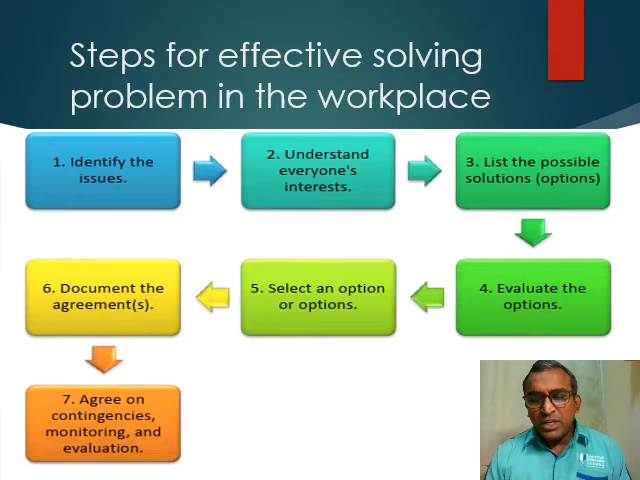 Steps for effective solving
problem in the workplace
1. Identify the
issues.
2. Understand
everyone's
interests.
3. List the possible
solutions (options)
4. Evaluate the
options.
5. Select an option
or options.
6. Document the
agreement(s).
7. Agree on
contingencies,
monitoring, and
evaluation.